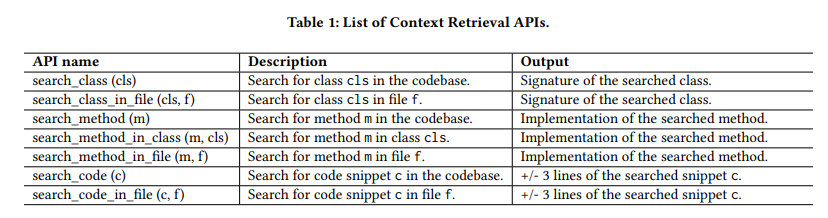 Table 1: List of Context Retrieval APIs.
API name Description Output
search_class (cls) Search for class cls in the codebase. Signature of the searched class.
search_class_in_file (cls, f) Search for class cls in file f. Signature of the searched class.
search_method (m) Search for method m in the codebase. Implementation of the searched method.
search_method_in_class (m, cls) Search for method m in class cls. Implementation of the searched method.
search_method_in_file (m, f) Search for method m in file f. Implementation of the searched method.
search_code (c) Search for code snippet c in the codebase. +/- 3 lines of the searched snippet c.
search_code_in_file (c, f) Search for code snippet c in file f. +/- 3 lines of the searched snippet c.